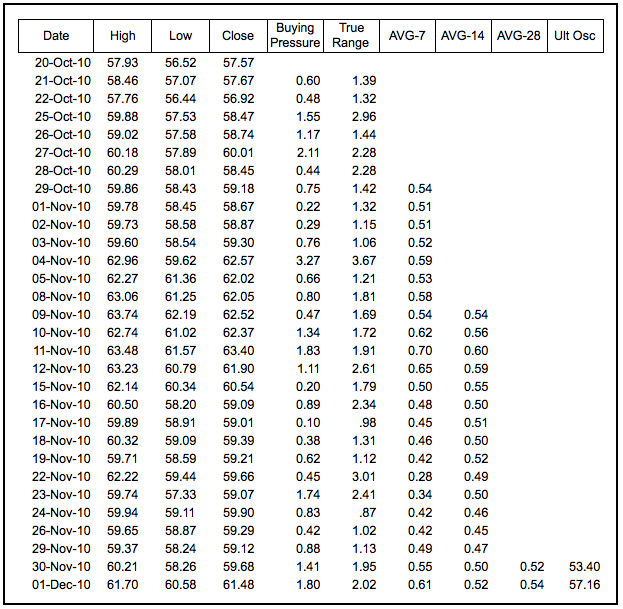 Date High Low Close Buying Pressure True Range AVG-7 AVG-14 AVG-28 Ult Osc
20-Oct-10 57.93 56.52 57.57
21-Oct-10 58.46 57.07 57.67 0.60 1.39
22-Oct-10 57.76 56.44 56.92 0.48 1.32
25-Oct-10 59.88 57.53 58.47 1.55 2.96
26-Oct-10 59.02 57.58 58.74 1.17 1.44
27-Oct-10 60.18 57.89 60.01 2.11 2.28
28-Oct-10 60.29 58.01 58.45 0.44 2.28
29-Oct-10 59.86 58.43 59.18 0.75 1.42 0.54
01-Nov-10 59.78 58.45 58.67 0.22 1.32 0.51
02-Nov-10 59.73 58.58 58.87 0.29 1.15 0.51
03-Nov-10 59.60 58.54 59.30 0.76 1.06 0.52
04-Nov-10 62.96 59.62 62.57 3.27 3.67 0.59
05-Nov-10 62.27 61.36 62.02 0.66 1.21 0.53
08-Nov-10 63.06 61.25 62.05 0.80 1.81 0.58
09-Nov-10 63.74 62.19 62.52 0.47 1.69 0.54 0.54
10-Nov-10 62.74 61.02 62.37 1.34 1.72 0.62 0.56
11-Nov-10 63.48 61.57 63.40 1.83 1.91 0.70 0.60
12-Nov-10 63.23 60.79 61.90 1.11 2.61 0.65 0.59
15-Nov-10 62.14 60.34 60.54 0.20 1.79 0.50 0.55
16-Nov-10 60.50 58.20 59.09 0.89 2.34 0.48 0.50
17-Nov-10 59.89 58.91 59.01 0.10 .98 0.45 0.51
18-Nov-10 60.32 59.09 59.39 0.38 1.31 0.46 0.50
19-Nov-10 59.71 58.59 59.21 0.62 1.12 0.42 0.52
22-Nov-10 62.22 59.44 59.66 0.45 3.01 0.28 0.49
23-Nov-10 59.74 57.33 59.07 1.74 2.41 0.34 0.50
24-Nov-10 59.94 59.11 59.90 0.83 .87 0.42 0.46
26-Nov-10 59.65 58.87 59.29 0.42 1.02 0.42 0.45
29-Nov-10 59.37 58.24 59.12 0.88 1.13 0.49 0.47
30-Nov-10 60.21 58.26 59.68 1.41 1.95 0.55 0.50 0.52 53.40
01-Dec-10 61.70 60.58 61.48 1.80 2.02 0.61 0.52 0.54 57.16